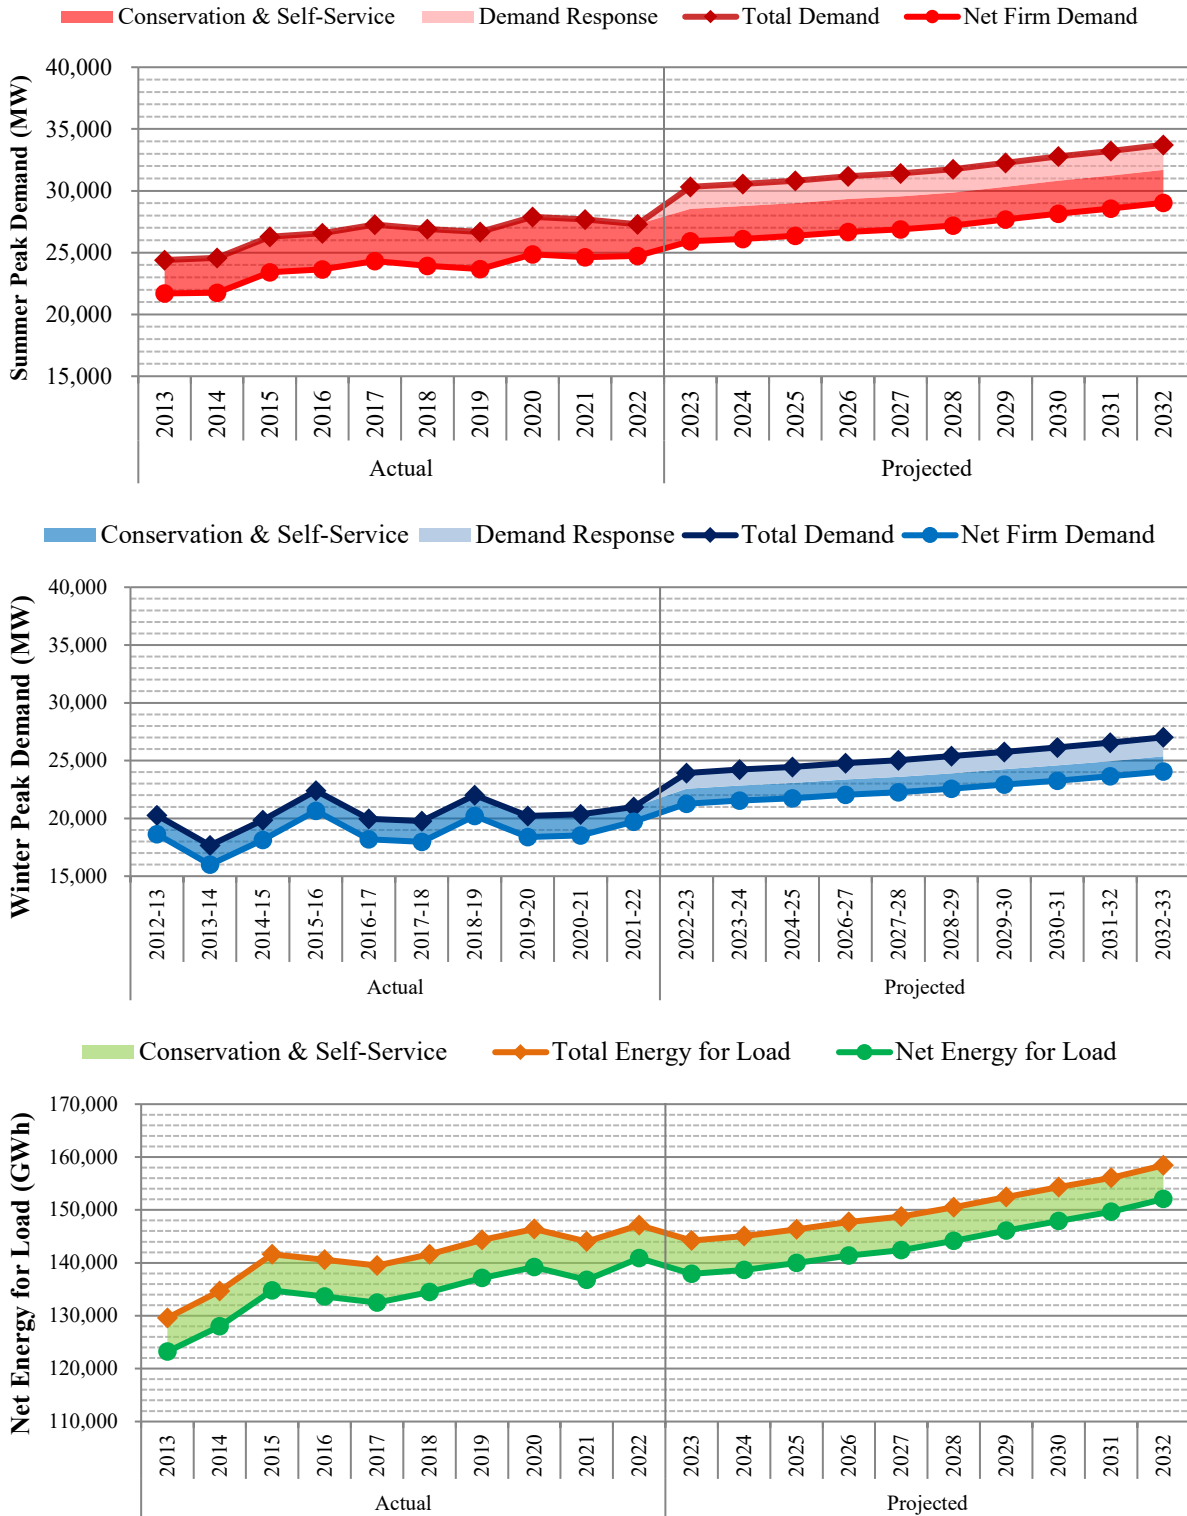 Conservation & Self-Service Demand Response Total Demand Net Firm Demand
Summer Peak Demand (MW)
40,000
35,000
30,000
25,000
20,000
15,000
2013 2014 2015 2016 2017 2018 2019 2020 2021 2022 2023 2024 2025 2026 2027 2028 2029 2030 2031 2032
Actual Projected
Conservation & Self-Service Demand Response Total Demand Net Firm Demand
Winter Peak Demand (MW)
40,000
35,000
30,000
25,000
20,000
15,000
2012-13 2013-14 2014-15 2015-16 2016-17 2017-18 2018-19 2019-20 2020-21 2021-22 2022-23 2023-24 2024-25 2026-27 2027-28 2028-29 2029-30 2030-31 2031-32 2032-33
Actual Projected
Conservation & Self-Service Total Energy for Load Net Energy for Load
Net Energy for Load (GWh)
170,000
160,000
150,000
140,000
130,000
120,000
110,000
2013 2014 2015 2016 2017 2018 2019 2020 2021 2022 2023 2024 2025 2026 2027 2028 2029 2030 2031 2032
Actual Projected